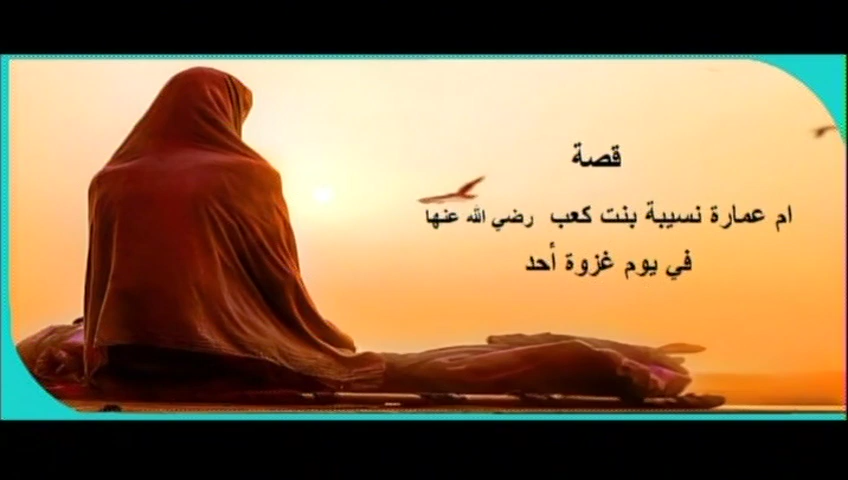 قصة
ام عمارة نسيبة بنت كعب رضي الله عنها
في يوم غزوة أحد